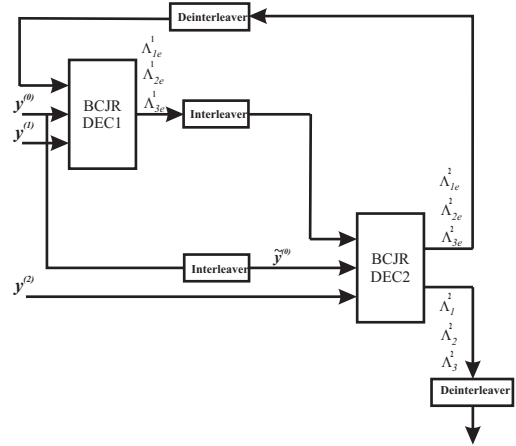 Deinterleaver
Λ¹₁ₑ
Λ¹₂ₑ
Λ¹₃ₑ
BCJR
DEC1
y⁽⁰⁾
y⁽¹⁾
Interleaver
Λ²₁ₑ
Λ²₂ₑ
Λ²₃ₑ
BCJR
DEC2
Interleaver
ỹ⁽⁰⁾
y⁽²⁾
Λ²₁
Λ²₂
Λ²₃
Deinterleaver